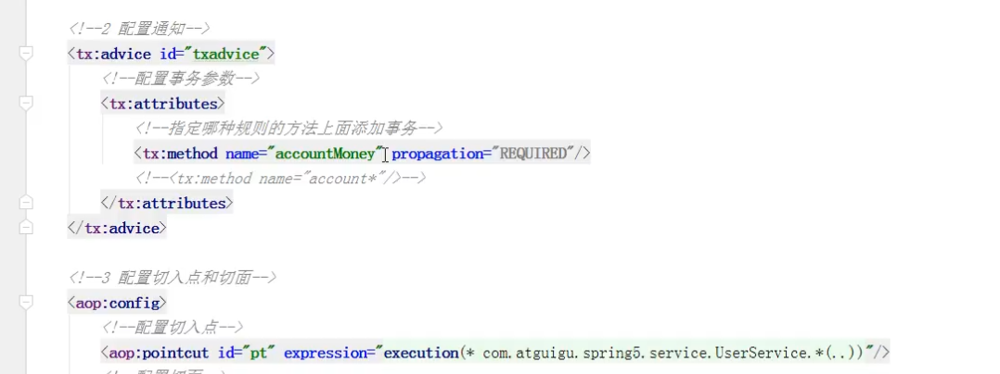 <!--2 配置通知-->
<tx:advice id="txadvice">
<!--配置事务参数-->
<tx:attributes>
<!--指定哪种规则的方法上面添加事务-->
<tx:method name="accountMoney" propagation="REQUIRED"/>
<!--<tx:method name="account*"/>-->
</tx:attributes>
</tx:advice>
<!--3 配置切入点和切面-->
<aop:config>
<!--配置切入点-->
<aop:pointcut id="pt" expression="execution(* com.atguigu.spring5.service.UserService.*(..))"/>